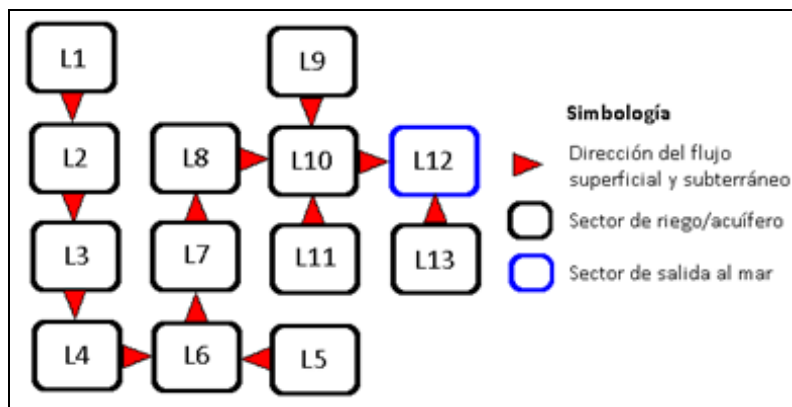 L1
L9
L2
L8
L10
L12
L3
L7
L11
L13
L4
L6
L5
Simbología
Dirección del flujo
superficial y subterráneo
Sector de riego/acuífero
Sector de salida al mar